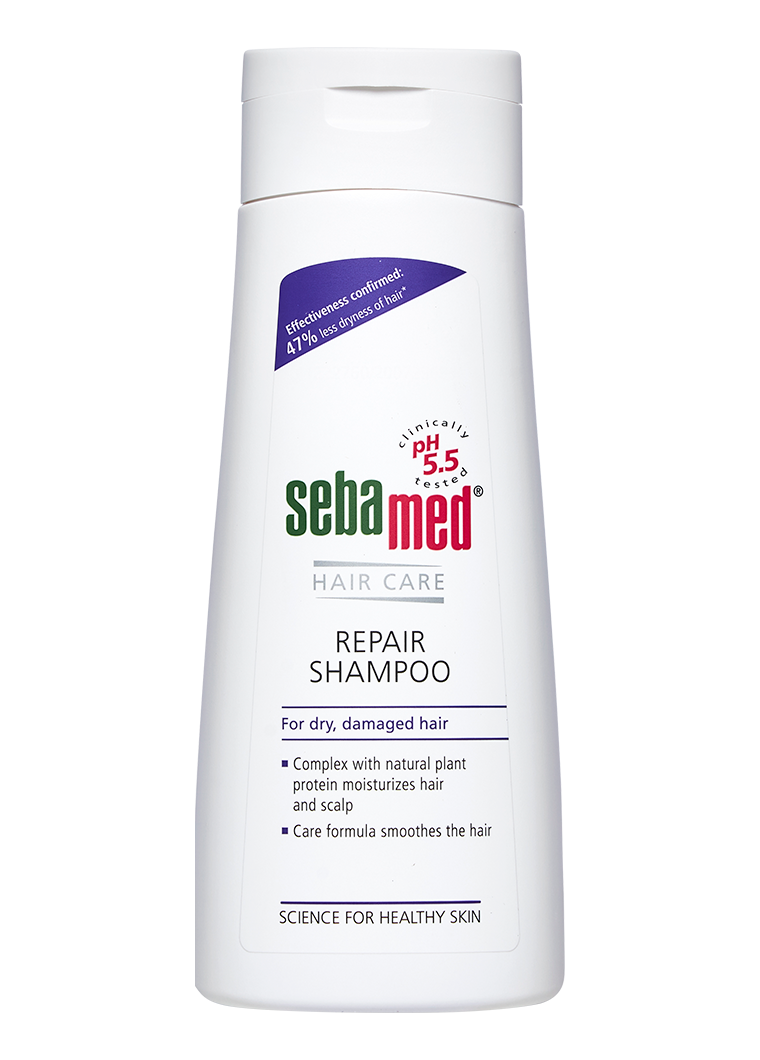 Effectiveness confirmed:
47% less dryness of hair*
clinically
pH
5.5
tested
sebamed®
HAIR CARE
REPAIR
SHAMPOO
For dry, damaged hair
▪ Complex with natural plant
protein moisturizes hair
and scalp
▪ Care formula smoothes the hair
SCIENCE FOR HEALTHY SKIN